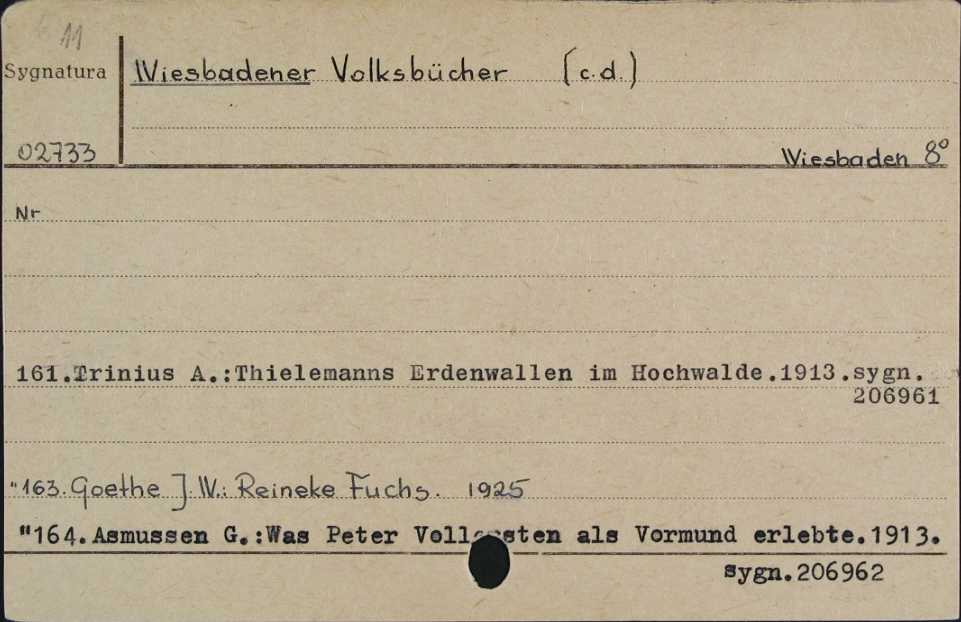 11
Sygnatura
Wiesbadener Volksbücher (c.d.)
02733
Wiesbaden 8°
Nr
161.Trinius A.:Thielemanns Erdenwallen im Hochwalde.1913.sygn.
206961
"163. Goethe J.W.: Reineke Fuchs. 1925
"164.Asmussen G.:Was Peter als Vormund erlebte.1913.
sygn.206962